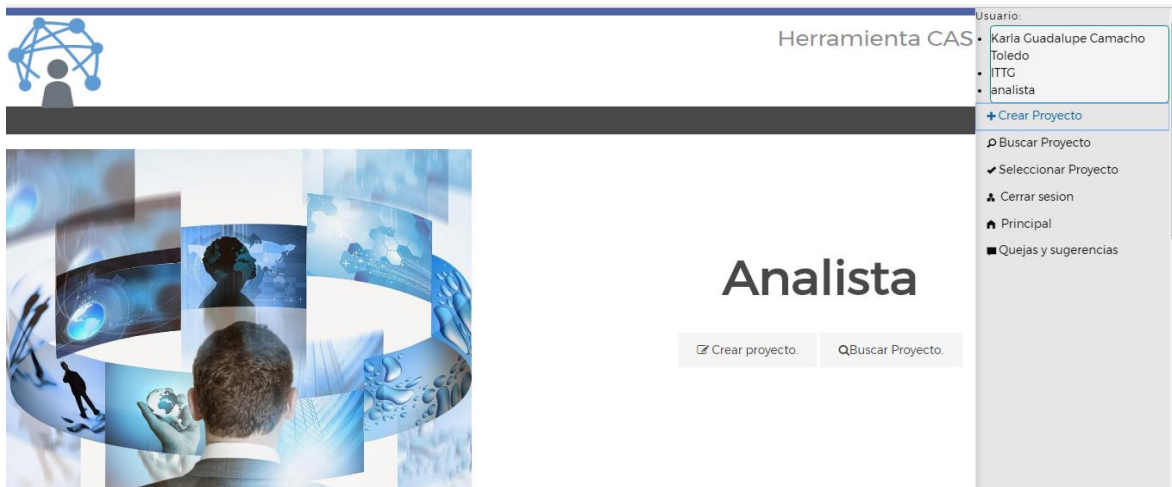 Herramienta CAS
Usuario:
Karla Guadalupe Camacho
Toledo
ITTG
analista
Crear Proyecto
Buscar Proyecto
Seleccionar Proyecto
Cerrar sesion
Principal
Quejas y sugerencias
Analista
Crear proyecto.
Buscar Proyecto.